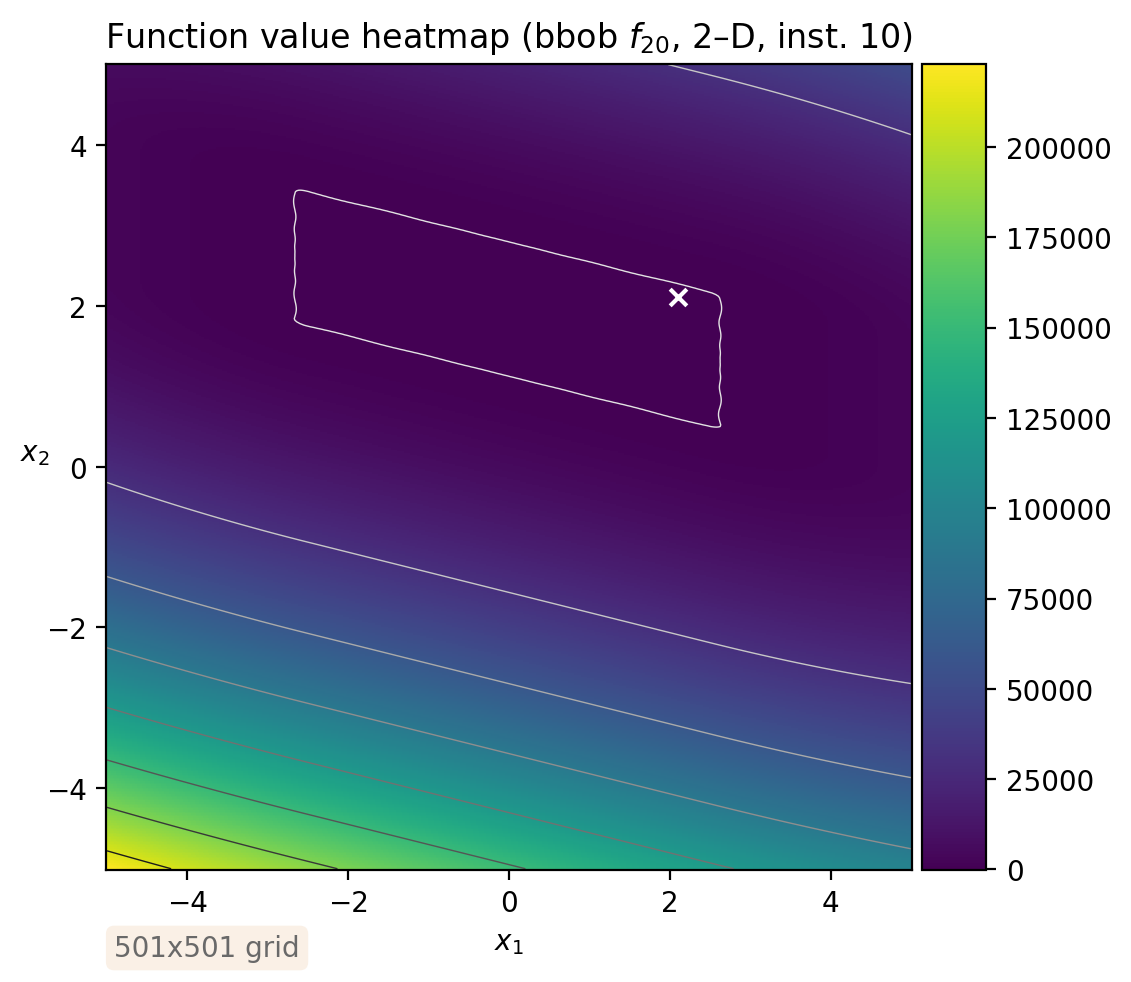 Function value heatmap (bbob f₂₀, 2–D, inst. 10)
4
2
0
−2
−4
x₂
−4 −2 0 2 4
x₁
200000
175000
150000
125000
100000
75000
50000
25000
0
501x501 grid